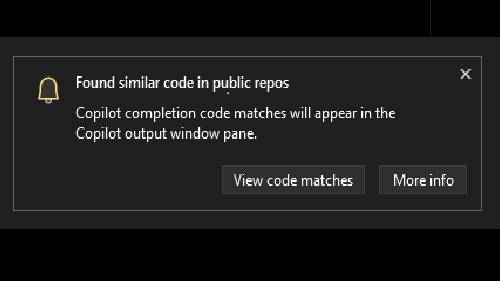 Found similar code in public repos
Copilot completion code matches will appear in the
Copilot output window pane.
View code matches
More info